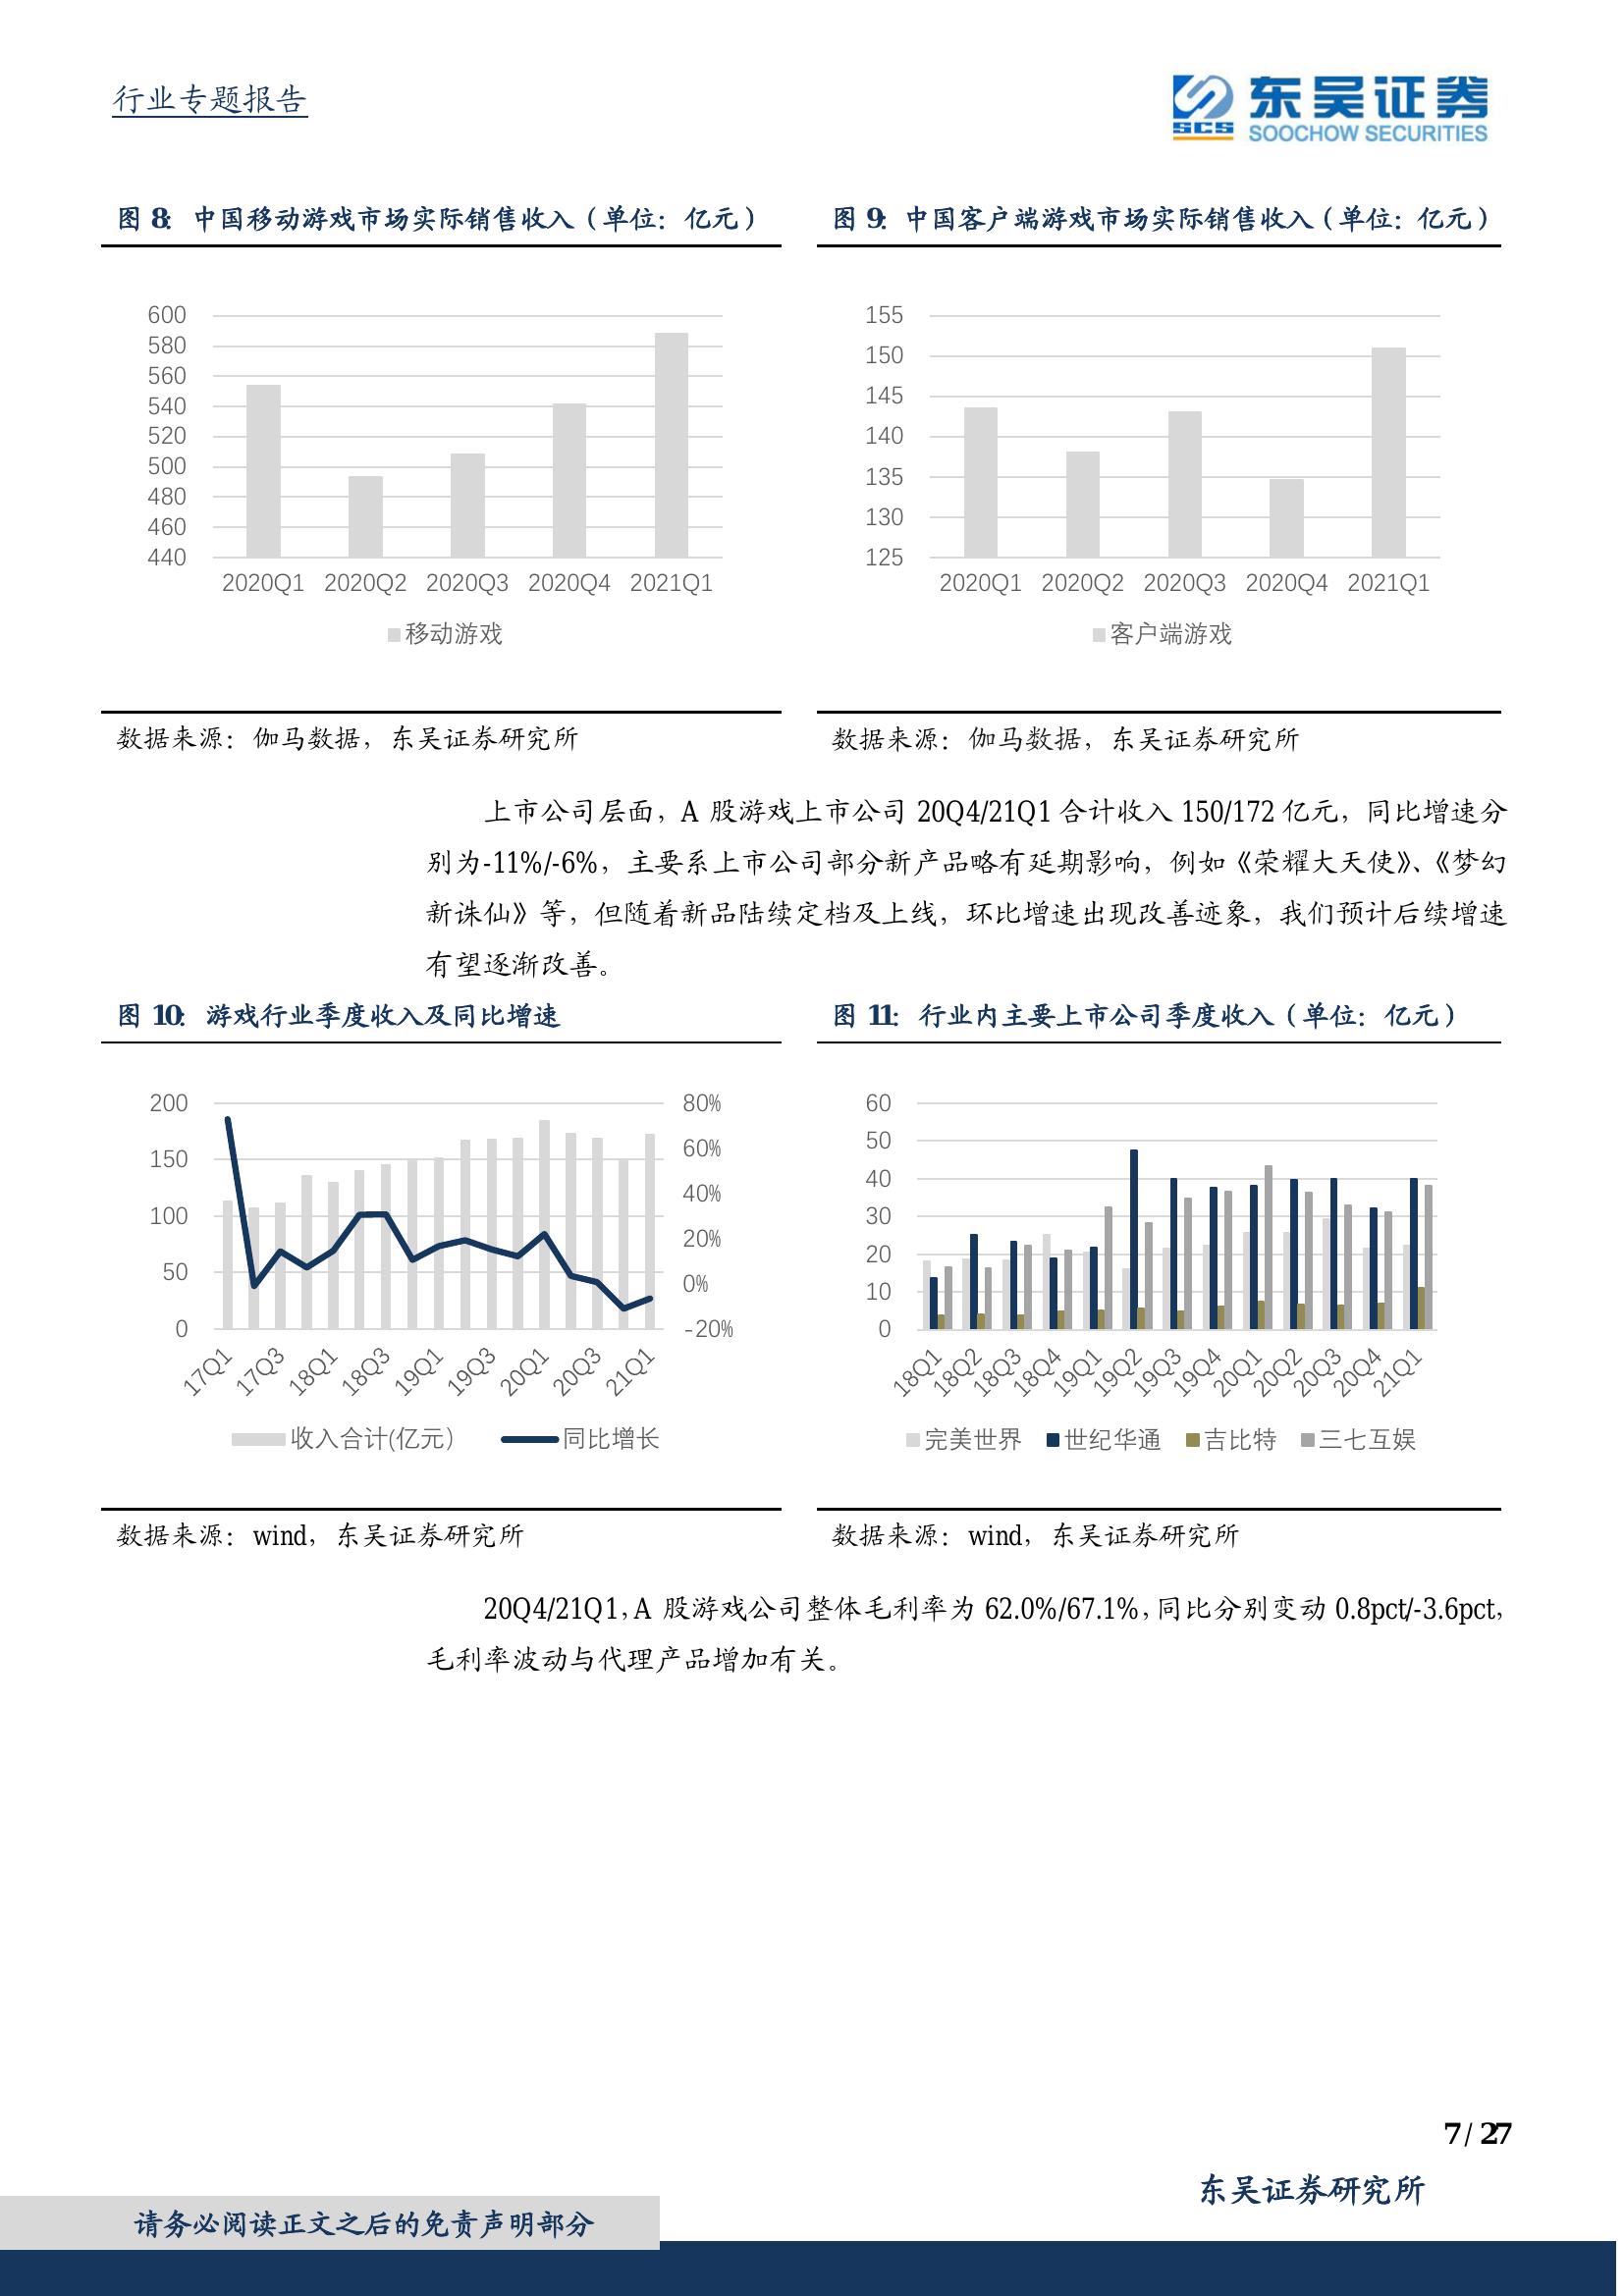 行业专题报告
东吴证券
SCS
SOOCHOW SECURITIES
图 8：中国移动游戏市场实际销售收入（单位：亿元）
600
580
560
540
520
500
480
460
440
2020Q1 2020Q2 2020Q3 2020Q4 2021Q1
移动游戏
数据来源：伽马数据，东吴证券研究所
图 9：中国客户端游戏市场实际销售收入（单位：亿元）
155
150
145
140
135
130
125
2020Q1 2020Q2 2020Q3 2020Q4 2021Q1
客户端游戏
数据来源：伽马数据，东吴证券研究所
上市公司层面，A 股游戏上市公司 20Q4/21Q1 合计收入 150/172 亿元，同比增速分
别为-11%/-6%，主要系上市公司部分新产品略有延期影响，例如《荣耀大天使》、《梦幻
新诛仙》等，但随着新品陆续定档及上线，环比增速出现改善迹象，我们预计后续增速
有望逐渐改善。
图 10：游戏行业季度收入及同比增速
200
150
100
50
0
80%
60%
40%
20%
0%
-20%
17Q1 17Q3 18Q1 18Q3 19Q1 19Q3 20Q1 20Q3 21Q1
收入合计(亿元） 同比增长
数据来源：wind，东吴证券研究所
图 11：行业内主要上市公司季度收入（单位：亿元）
60
50
40
30
20
10
0
18Q1 18Q2 18Q3 18Q4 19Q1 19Q2 19Q3 19Q4 20Q1 20Q2 20Q3 20Q4 21Q1
完美世界 世纪华通 吉比特 三七互娱
数据来源：wind，东吴证券研究所
20Q4/21Q1，A 股游戏公司整体毛利率为 62.0%/67.1%，同比分别变动 0.8pct/-3.6pct，
毛利率波动与代理产品增加有关。
7 / 27
东吴证券研究所
请务必阅读正文之后的免责声明部分